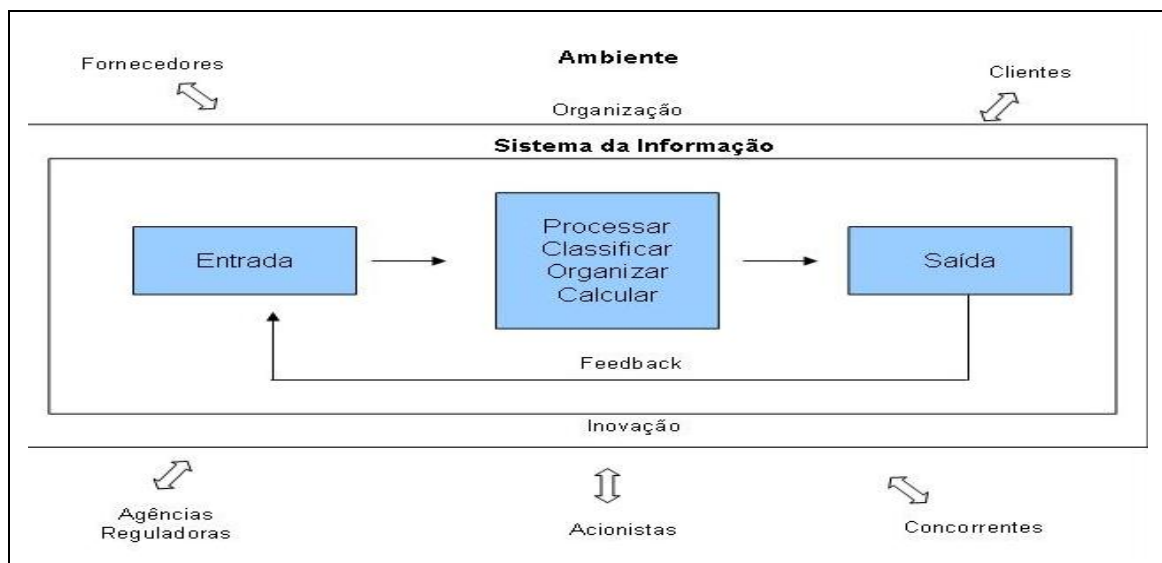 Ambiente
Fornecedores
Clientes
Organização
Sistema da Informação
Entrada
Processar
Classificar
Organizar
Calcular
Saída
Feedback
Inovação
Agências
Reguladoras
Acionistas
Concorrentes